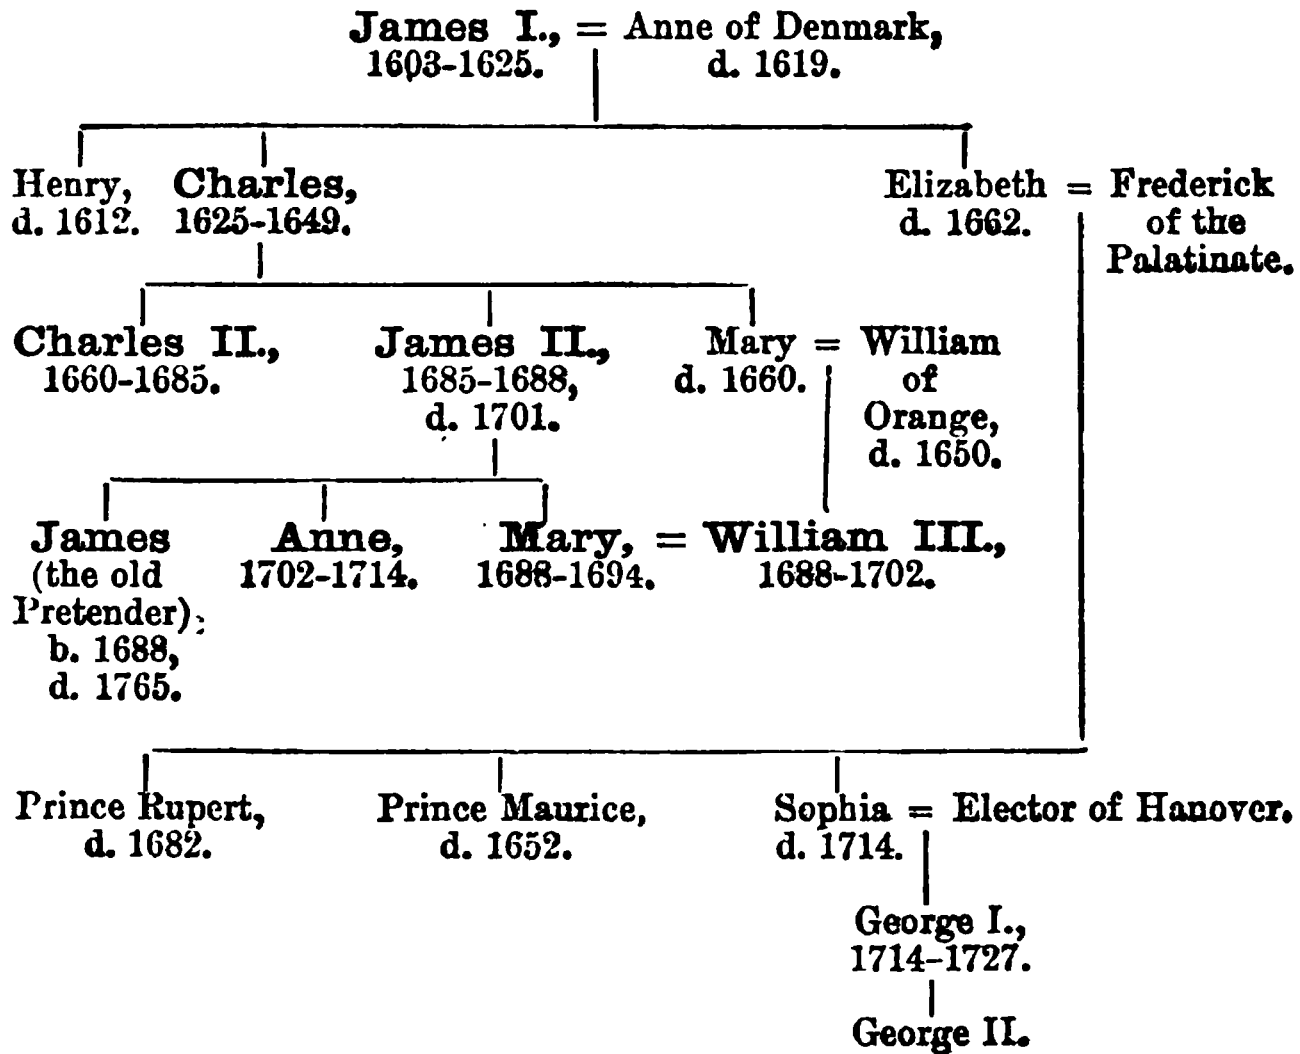 James I., = Anne of Denmark,
1603-1625. d. 1619.
Henry, Charles, Elizabeth = Frederick
d. 1612. 1625-1649. d. 1662. of the
Palatinate.
Charles II., James II., Mary = William
1660-1685. 1685-1688, d. 1660. of
d. 1701. Orange,
d. 1650.
James Anne, Mary, = William III.,
(the old 1702-1714. 1688-1694. 1688-1702.
Pretender),
b. 1688,
d. 1765.
Prince Rupert, Prince Maurice, Sophia = Elector of Hanover.
d. 1682. d. 1652. d. 1714.
George I.,
1714-1727.
George II.